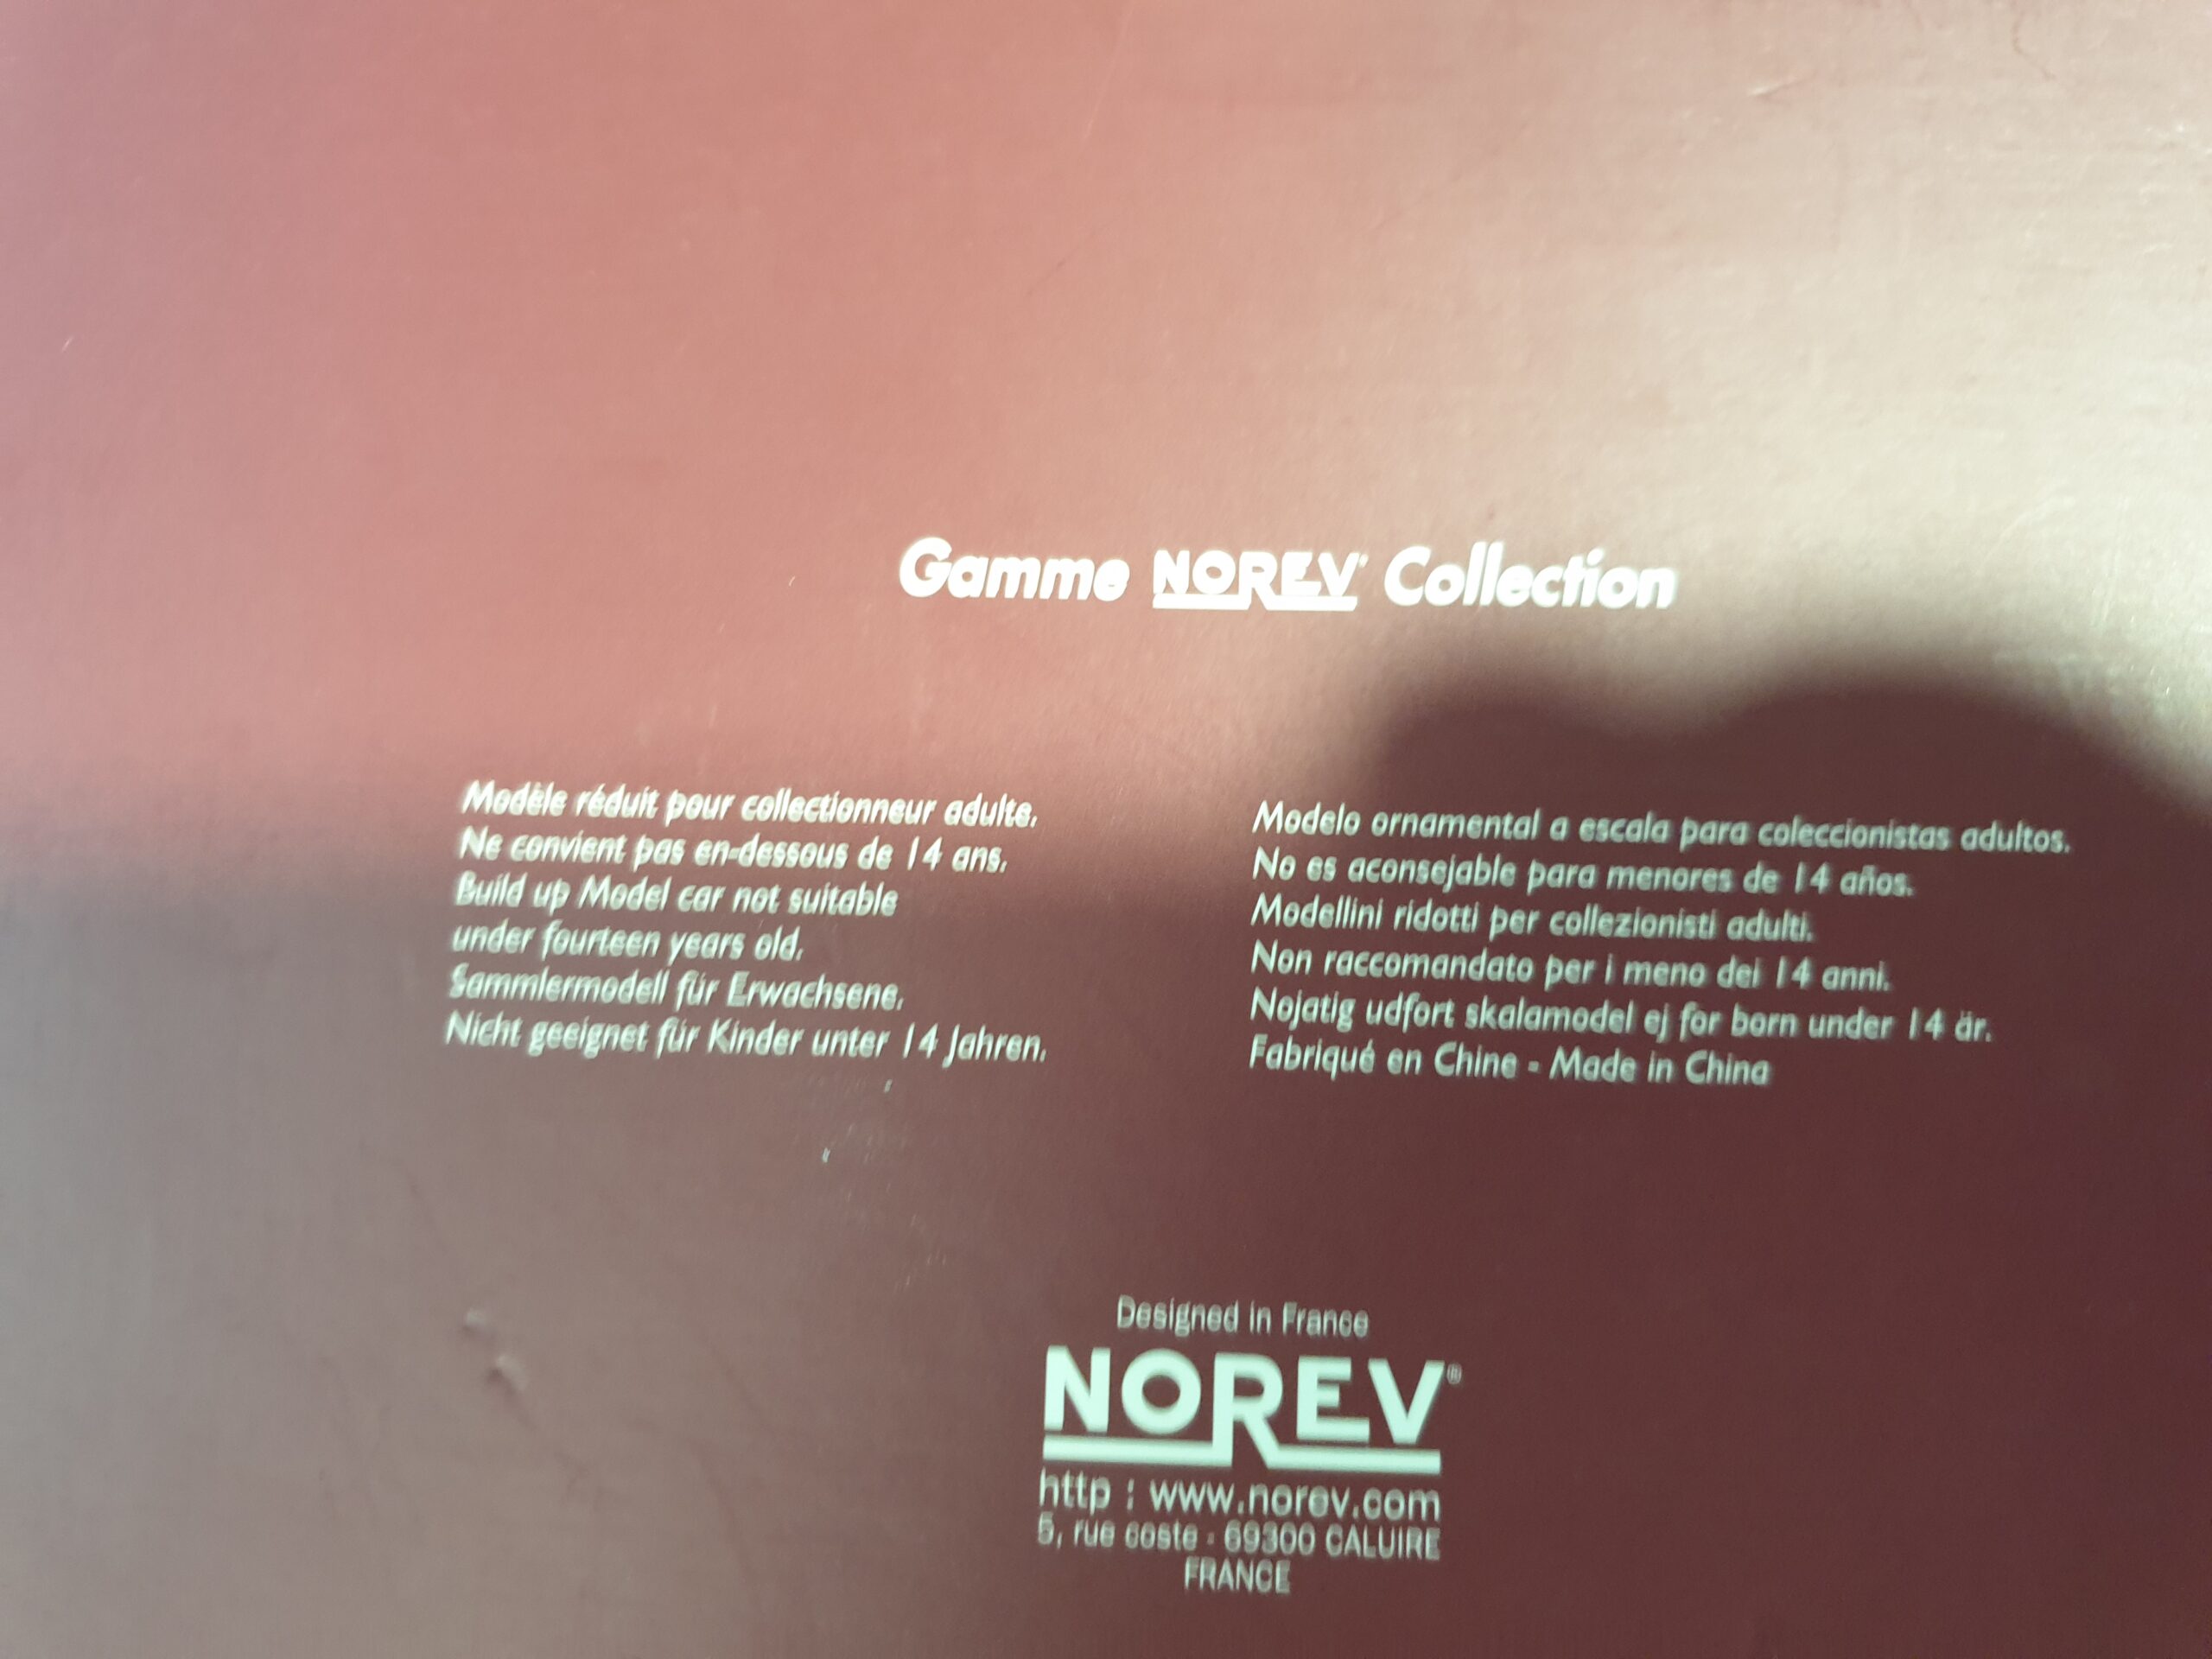 Gamme NOREV® Collection
Modèle réduit pour collectionneur adulte.
Ne convient pas en-dessous de 14 ans.
Build up Model car not suitable
under fourteen years old.
Sammlermodell für Erwachsene.
Nicht geeignet für Kinder unter 14 Jahren.
Modelo ornamental a escala para coleccionistas adultos.
No es aconsejable para menores de 14 años.
Modellini ridotti per collezionisti adulti.
Non raccomandato per i meno dei 14 anni.
Nojatig udfort skalamodel ej for born under 14 är.
Fabriqué en Chine - Made in China
Designed in France
NOREV®
http : www.norev.com
5, rue coste - 69300 CALUIRE
FRANCE